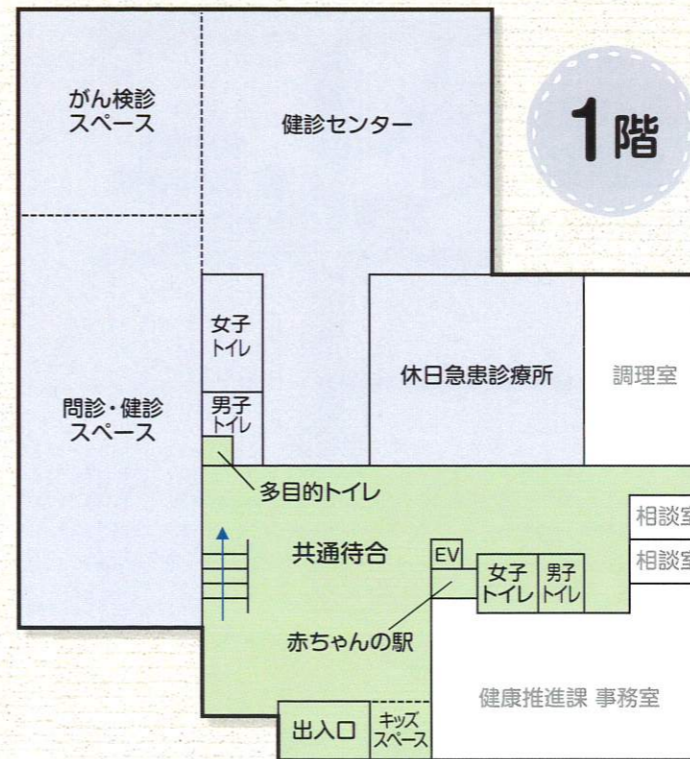 がん検診
スペース
健診センター
1階
女子
トイレ
休日急患診療所
調理室
問診・健診
スペース
男子
トイレ
多目的トイレ
相談室
共通待合
EV
女子
トイレ
男子
トイレ
相談室
赤ちゃんの駅
健康推進課 事務室
出入口
キッズ
スペース